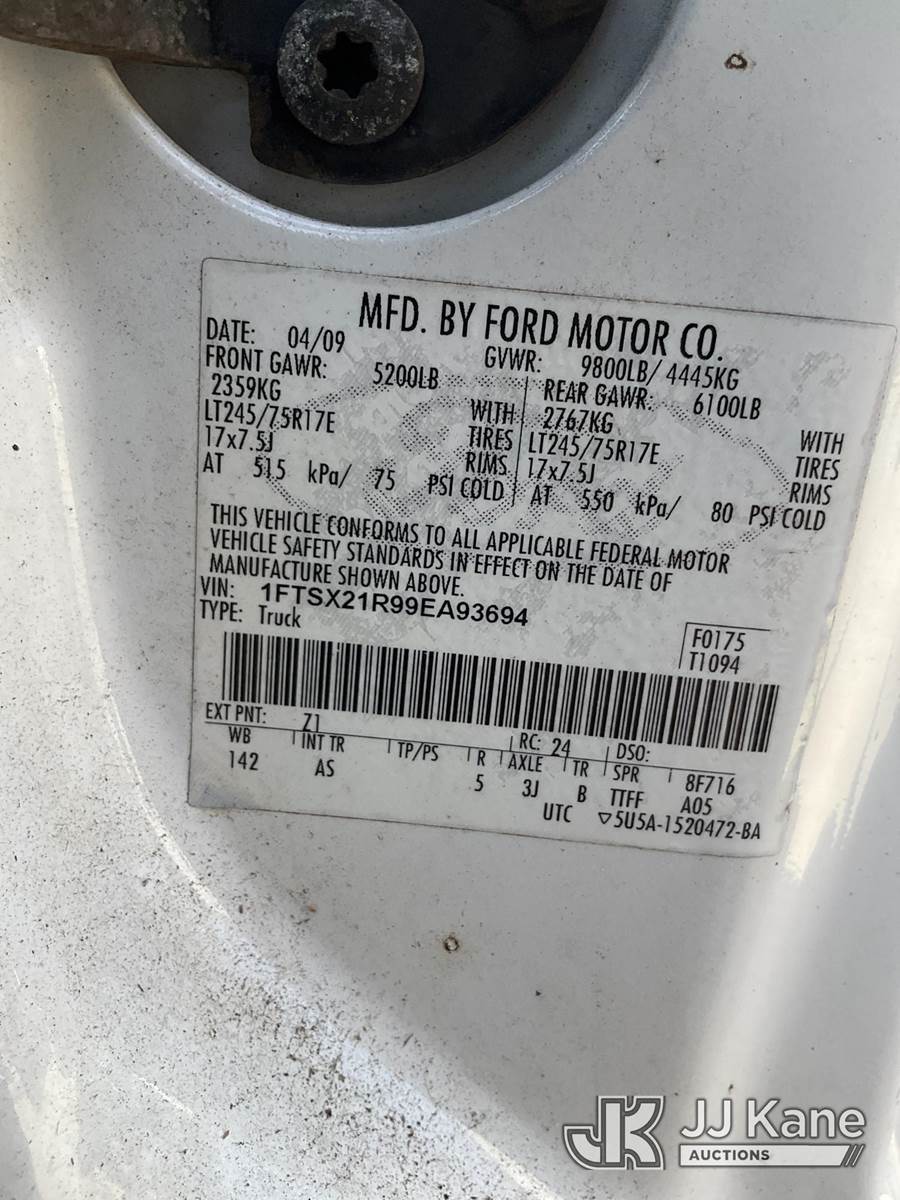 MFD. BY FORD MOTOR CO.
DATE: 04/09 GVWR: 9800LB/ 4445KG
FRONT GAWR: 5200LB REAR GAWR: 6100LB
2359KG WITH 2767KG WITH
LT245/75R17E TIRES LT245/75R17E TIRES
17x7.5J RIMS 17x7.5J RIMS
AT 515 kPa/ 75 PSI COLD AT 550 kPa/ 80 PSI COLD
THIS VEHICLE CONFORMS TO ALL APPLICABLE FEDERAL MOTOR
VEHICLE SAFETY STANDARDS IN EFFECT ON THE DATE OF
MANUFACTURE SHOWN ABOVE.
VIN: 1FTSX21R99EA93694
TYPE: Truck
F0175
T1094
EXT PNT: Z1 RC: 24 DSO:
WB INT TR TP/PS R AXLE TR SPR 8F716
142 AS 5 3J B TTFF A05
UTC ▽5U5A-1520472-BA
JK JJ Kane
AUCTIONS